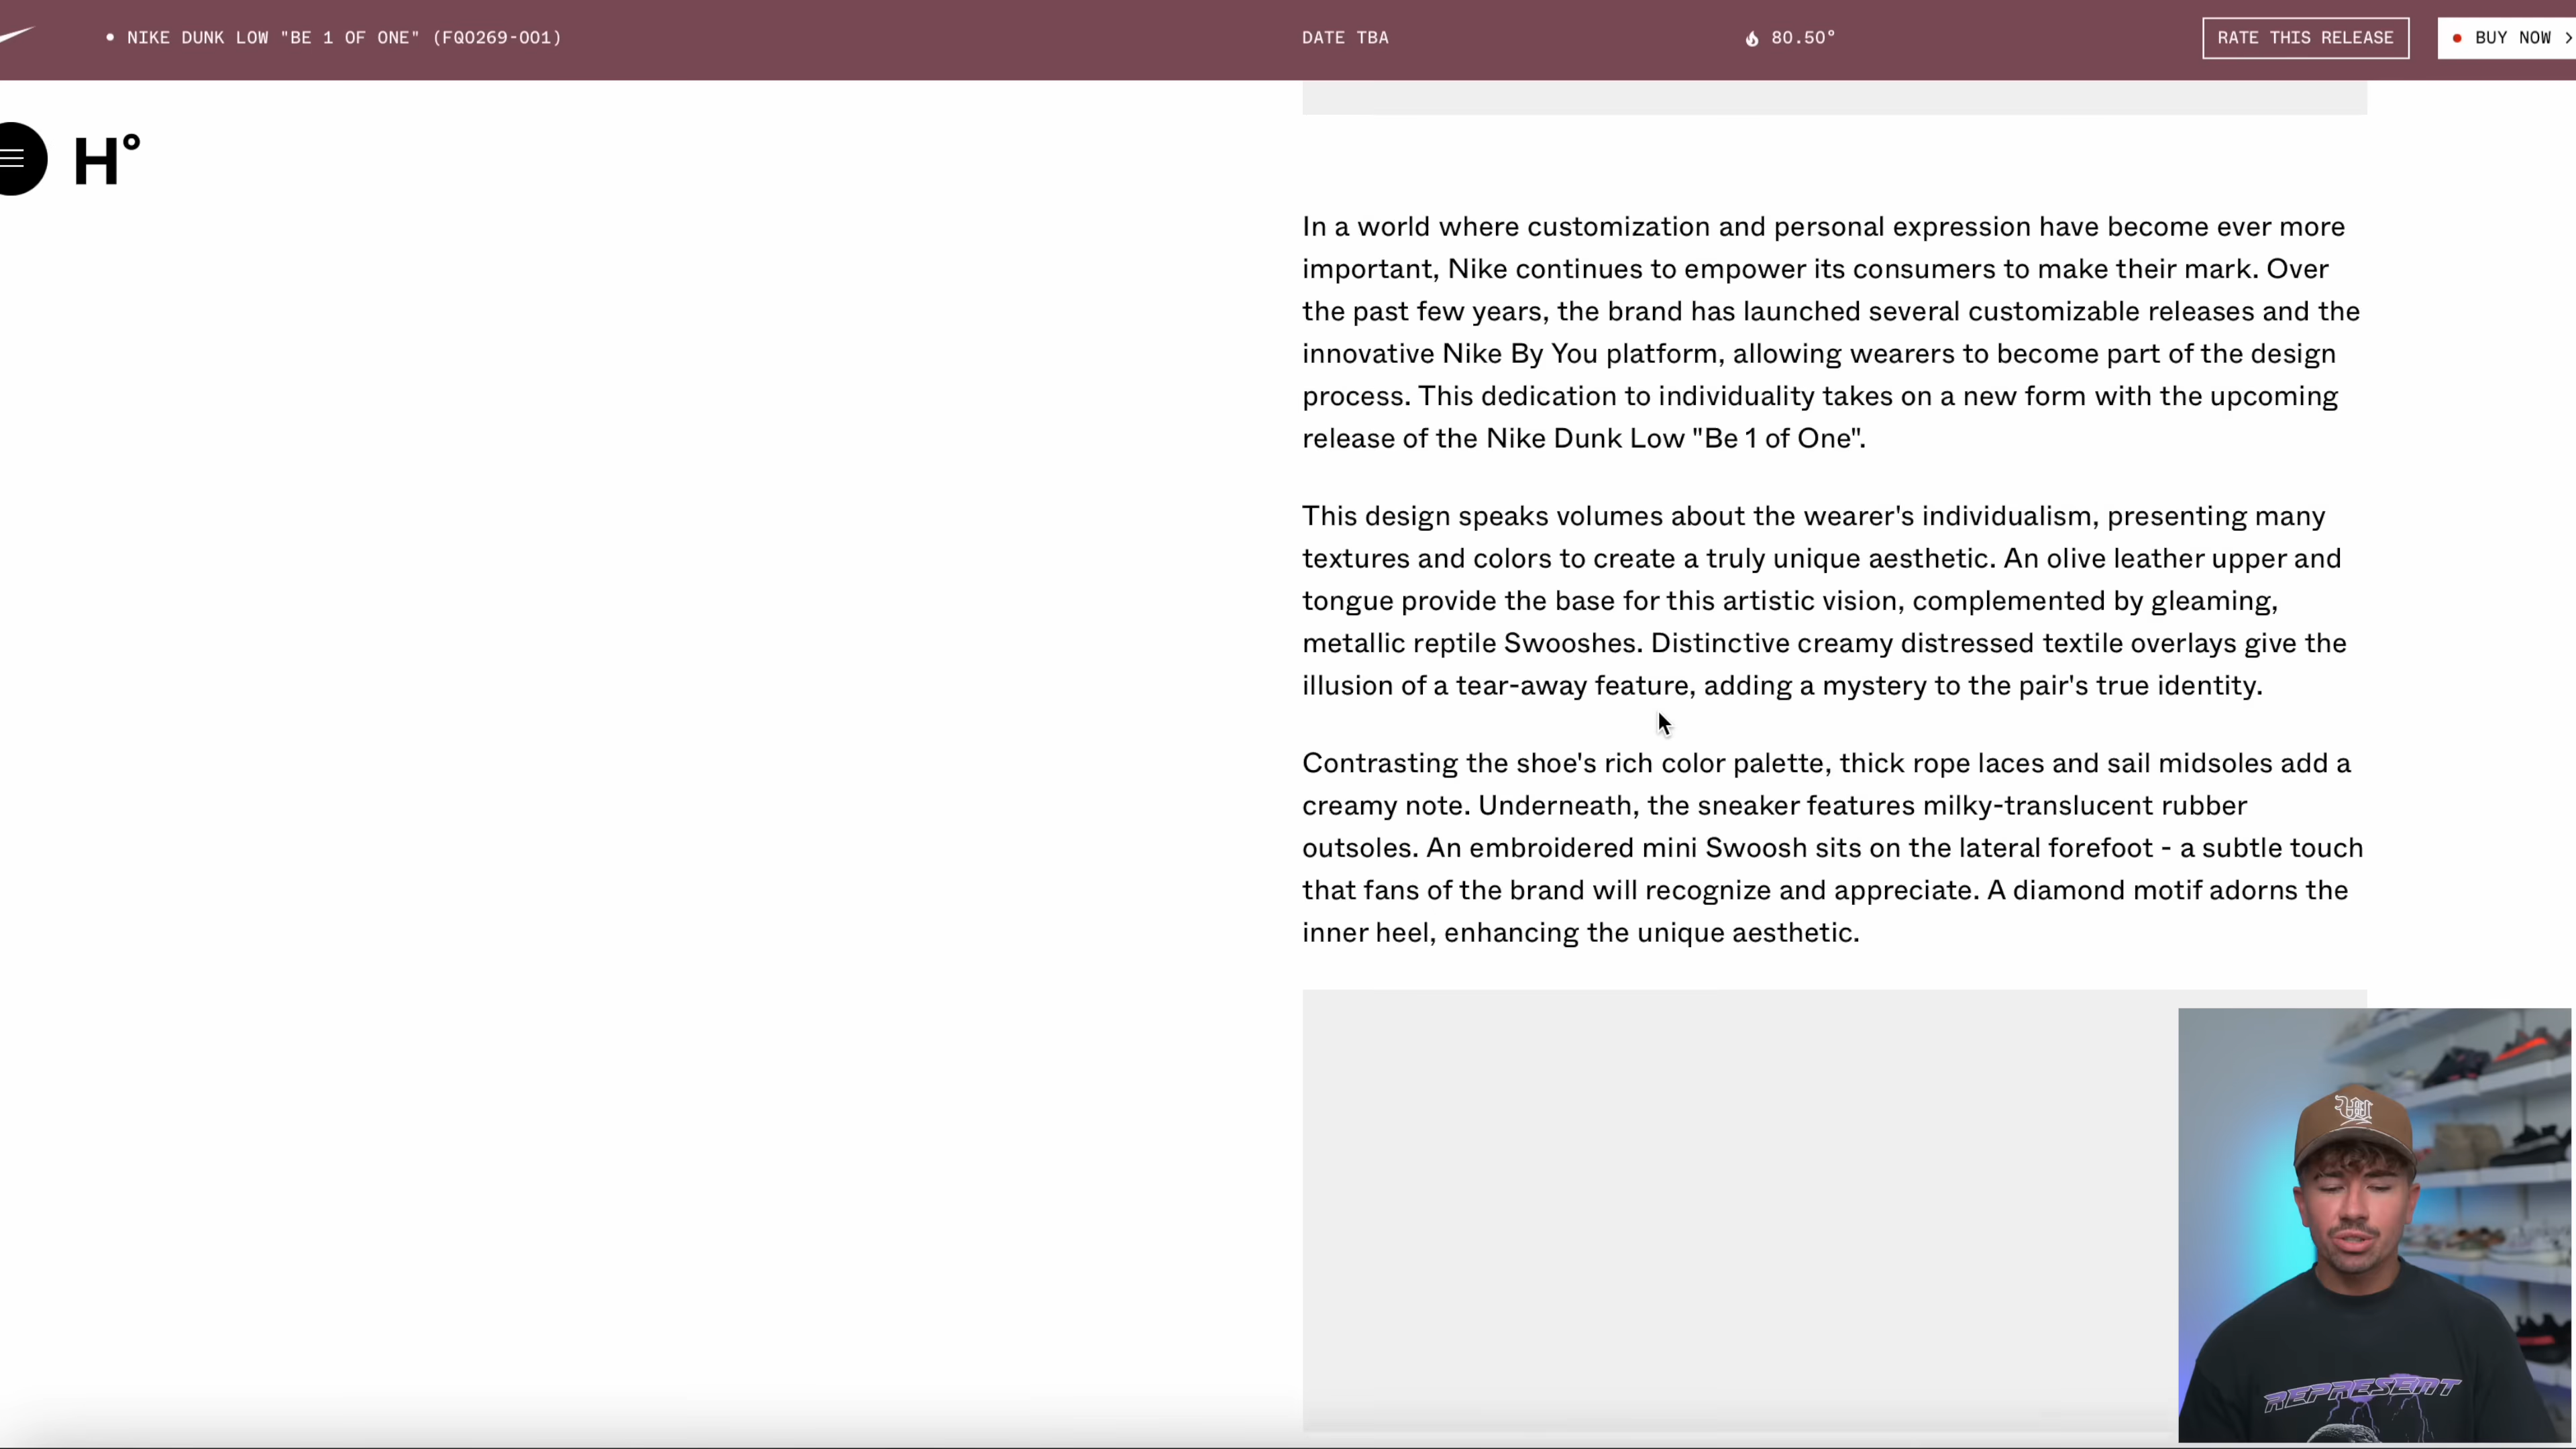 NIKE DUNK LOW "BE 1 OF ONE" (FQ0269-001)
DATE TBA
80.50°
RATE THIS RELEASE
BUY NOW >
H°
In a world where customization and personal expression have become ever more
important, Nike continues to empower its consumers to make their mark. Over
the past few years, the brand has launched several customizable releases and the
innovative Nike By You platform, allowing wearers to become part of the design
process. This dedication to individuality takes on a new form with the upcoming
release of the Nike Dunk Low "Be 1 of One".
This design speaks volumes about the wearer's individualism, presenting many
textures and colors to create a truly unique aesthetic. An olive leather upper and
tongue provide the base for this artistic vision, complemented by gleaming,
metallic reptile Swooshes. Distinctive creamy distressed textile overlays give the
illusion of a tear-away feature, adding a mystery to the pair's true identity.
Contrasting the shoe's rich color palette, thick rope laces and sail midsoles add a
creamy note. Underneath, the sneaker features milky-translucent rubber
outsoles. An embroidered mini Swoosh sits on the lateral forefoot - a subtle touch
that fans of the brand will recognize and appreciate. A diamond motif adorns the
inner heel, enhancing the unique aesthetic.
REPRESENT